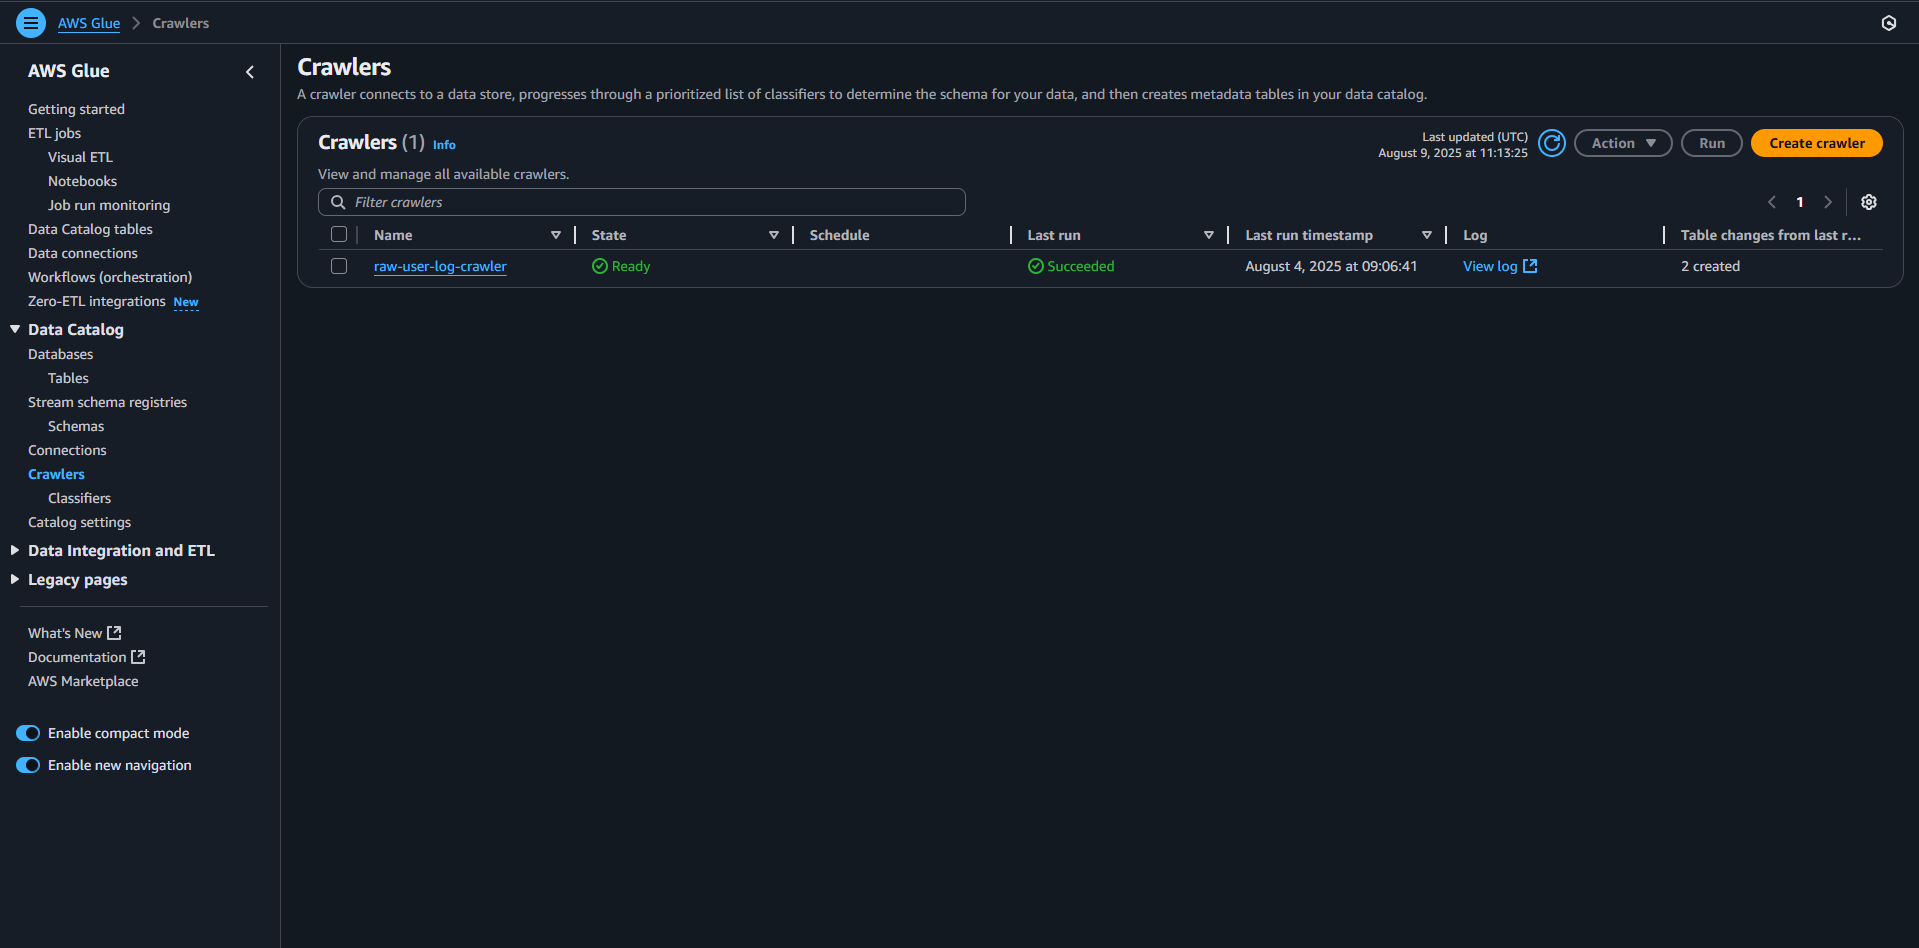 AWS Glue > Crawlers
AWS Glue
Getting started
ETL jobs
Visual ETL
Notebooks
Job run monitoring
Data Catalog tables
Data connections
Workflows (orchestration)
Zero-ETL integrations New
Data Catalog
Databases
Tables
Stream schema registries
Schemas
Connections
Crawlers
Classifiers
Catalog settings
Data Integration and ETL
Legacy pages
What's New
Documentation
AWS Marketplace
Enable compact mode
Enable new navigation
Crawlers
A crawler connects to a data store, progresses through a prioritized list of classifiers to determine the schema for your data, and then creates metadata tables in your data catalog.
Crawlers (1) Info
Last updated (UTC)
August 9, 2025 at 11:13:25
Action Run Create crawler
View and manage all available crawlers.
Filter crawlers
1
Name State Schedule Last run Last run timestamp Log Table changes from last r...
raw-user-log-crawler Ready Succeeded August 4, 2025 at 09:06:41 View log 2 created